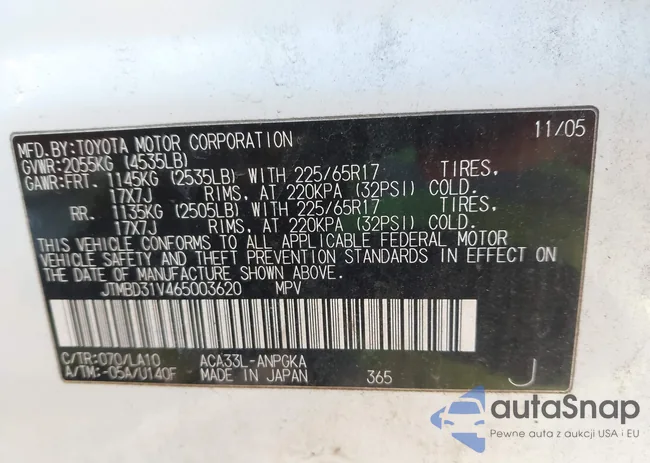 MFD.BY:TOYOTA MOTOR CORPORATION 11/05
GVWR:2055KG (4535LB)
GAWR:FRT. 1145KG (2535LB) WITH 225/65R17 TIRES,
17X7J RIMS, AT 220KPA (32PSI) COLD.
RR. 1135KG (2505LB) WITH 225/65R17 TIRES,
17X7J RIMS, AT 220KPA (32PSI) COLD.
THIS VEHICLE CONFORMS TO ALL APPLICABLE FEDERAL MOTOR
VEHICLE SAFETY AND THEFT PREVENTION STANDARDS IN EFFECT ON
THE DATE OF MANUFACTURE SHOWN ABOVE.
JTMBD31V465003620 MPV
C/TR:070/LA10 ACA33L-ANPGKA
A/TM:-05A/U140F MADE IN JAPAN 365 J
autaSnap
Pewne auta z aukcji USA i EU